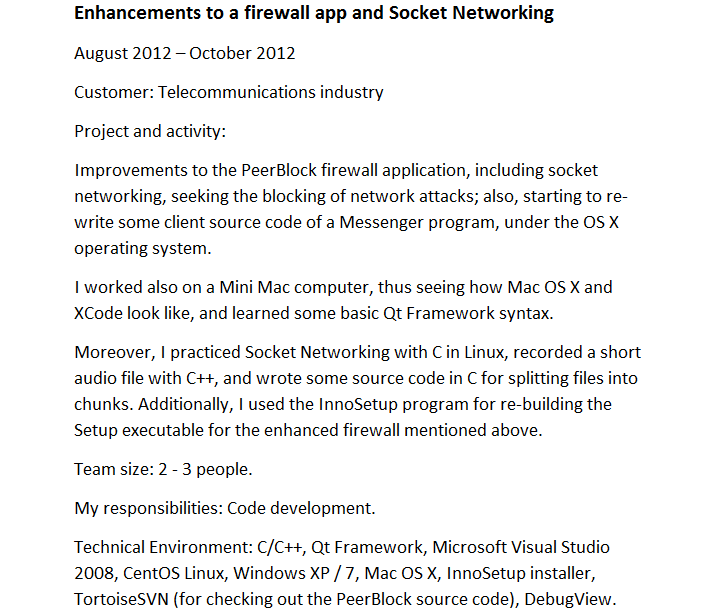 Enhancements to a firewall app and Socket Networking
August 2012 – October 2012
Customer: Telecommunications industry
Project and activity:
Improvements to the PeerBlock firewall application, including socket
networking, seeking the blocking of network attacks; also, starting to re-
write some client source code of a Messenger program, under the OS X
operating system.
I worked also on a Mini Mac computer, thus seeing how Mac OS X and
XCode look like, and learned some basic Qt Framework syntax.
Moreover, I practiced Socket Networking with C in Linux, recorded a short
audio file with C++, and wrote some source code in C for splitting files into
chunks. Additionally, I used the InnoSetup program for re-building the
Setup executable for the enhanced firewall mentioned above.
Team size: 2 - 3 people.
My responsibilities: Code development.
Technical Environment: C/C++, Qt Framework, Microsoft Visual Studio
2008, CentOS Linux, Windows XP / 7, Mac OS X, InnoSetup installer,
TortoiseSVN (for checking out the PeerBlock source code), DebugView.